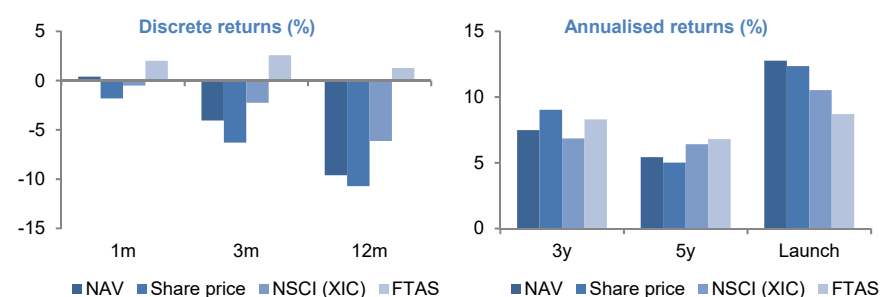 Discrete returns (%)
5
0
-5
-10
-15
1m 3m 12m
NAV Share price NSCI (XIC) FTAS
Annualised returns (%)
15
10
5
0
3y 5y Launch
NAV Share price NSCI (XIC) FTAS